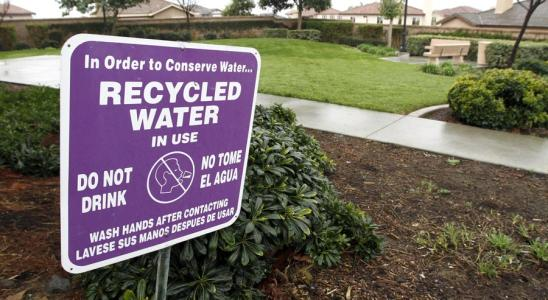 In Order to Conserve Water...
RECYCLED
WATER
IN USE
DO NOT
DRINK
NO TOME
EL AGUA
WASH HANDS AFTER CONTACTING
LAVESE SUS MANOS DESPUES DE USAR